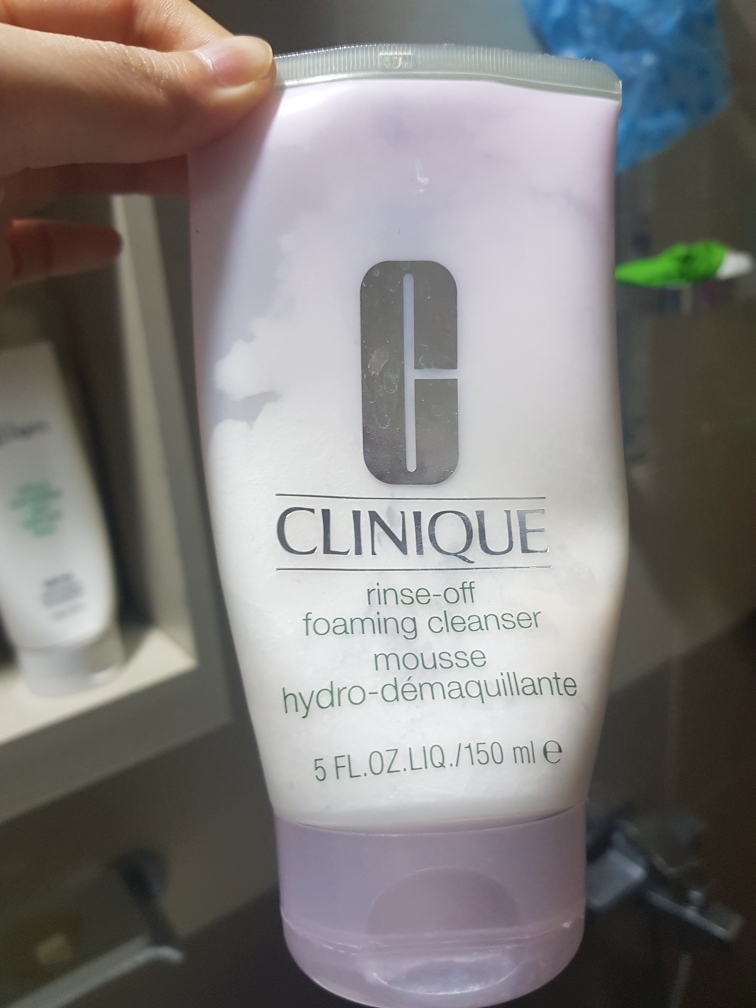 C
CLINIQUE
rinse-off
foaming cleanser
mousse
hydro-démaquillante
5 FL.OZ.LIQ./150 ml e